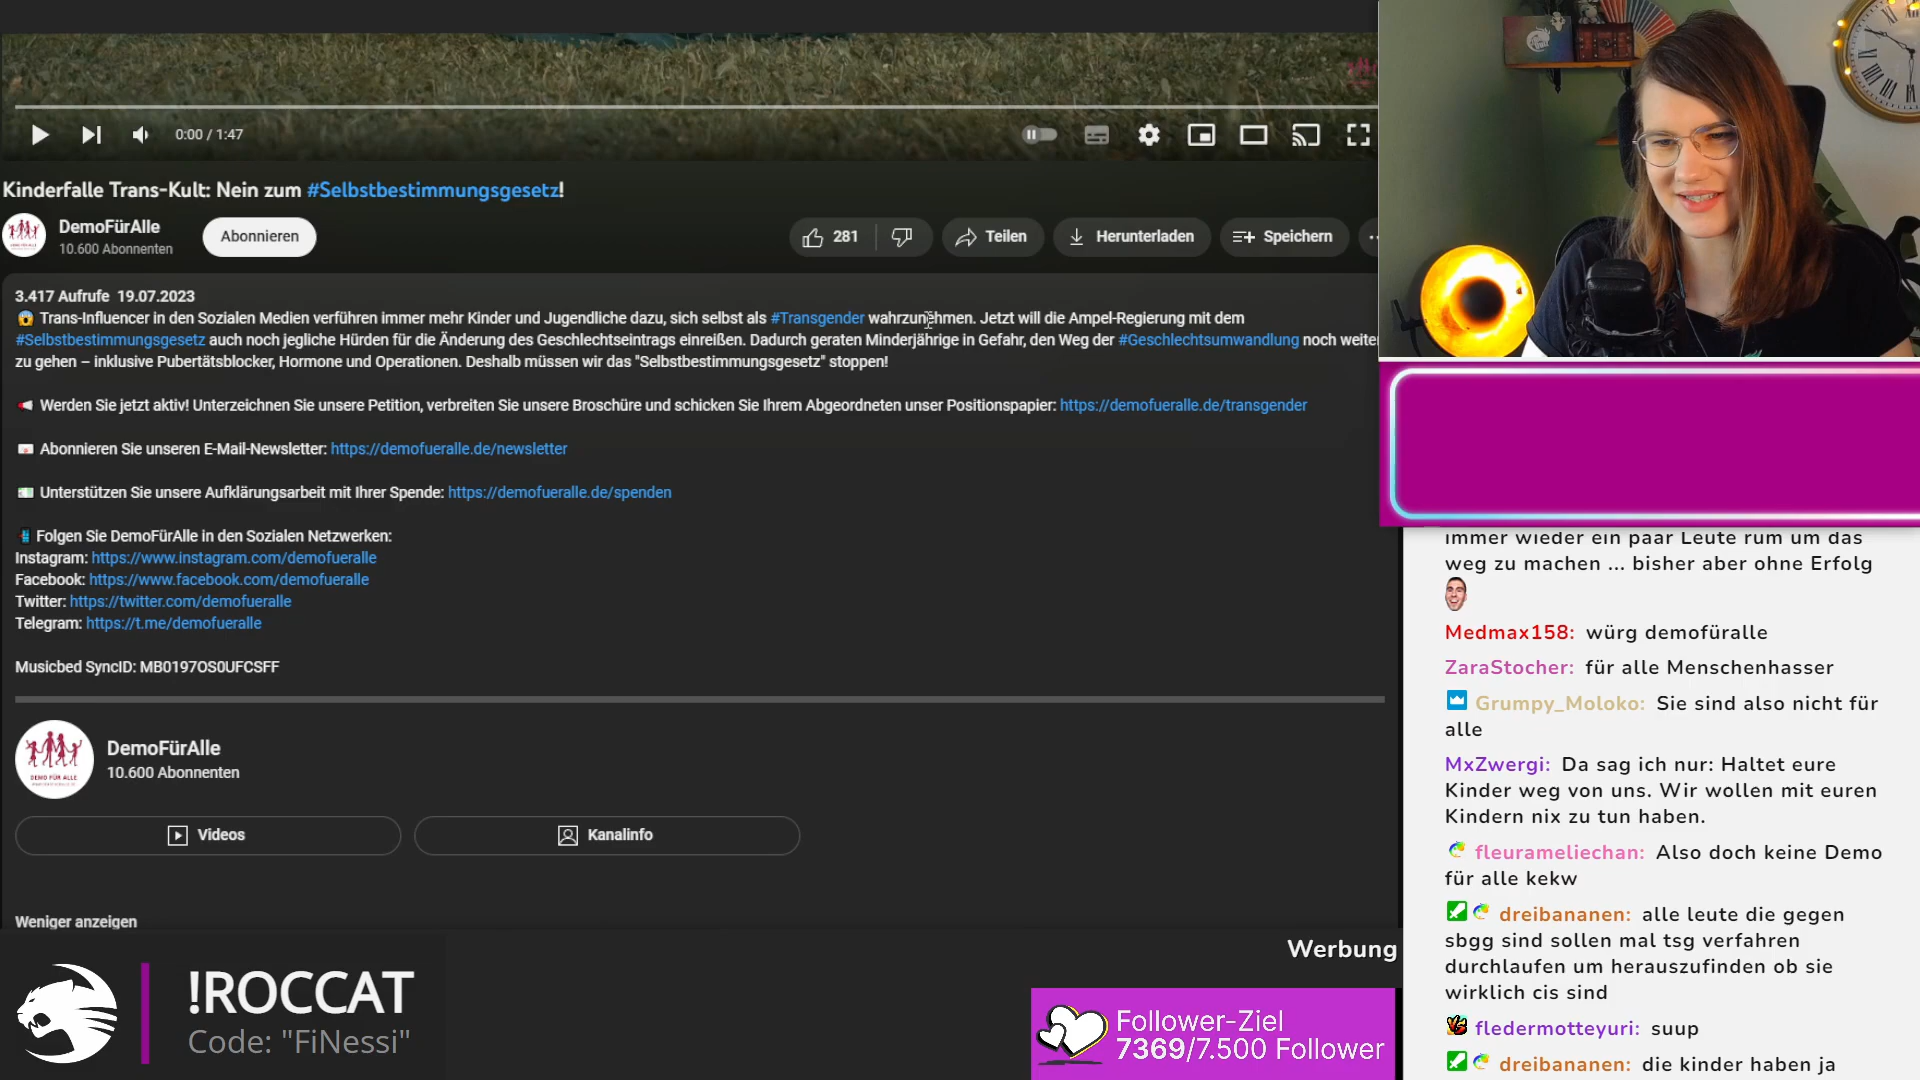 0:00 / 1:47
Kinderfalle Trans-Kult: Nein zum #Selbstbestimmungsgesetz!
DemoFürAlle
10.600 Abonnenten
Abonnieren
281
Teilen
Herunterladen
Speichern
3.417 Aufrufe 19.07.2023
😱 Trans-Influencer in den Sozialen Medien verführen immer mehr Kinder und Jugendliche dazu, sich selbst als #Transgender wahrzunehmen. Jetzt will die Ampel-Regierung mit dem
#Selbstbestimmungsgesetz auch noch jegliche Hürden für die Änderung des Geschlechtseintrags einreißen. Dadurch geraten Minderjährige in Gefahr, den Weg der #Geschlechtsumwandlung noch weiter
zu gehen – inklusive Pubertätsblocker, Hormone und Operationen. Deshalb müssen wir das "Selbstbestimmungsgesetz" stoppen!
📣 Werden Sie jetzt aktiv! Unterzeichnen Sie unsere Petition, verbreiten Sie unsere Broschüre und schicken Sie Ihrem Abgeordneten unser Positionspapier: https://demofueralle.de/transgender
Abonnieren Sie unseren E-Mail-Newsletter: https://demofueralle.de/newsletter
Unterstützen Sie unsere Aufklärungsarbeit mit Ihrer Spende: https://demofueralle.de/spenden
📲 Folgen Sie DemoFürAlle in den Sozialen Netzwerken:
Instagram: https://www.instagram.com/demofueralle
Facebook: https://www.facebook.com/demofueralle
Twitter: https://twitter.com/demofueralle
Telegram: https://t.me/demofueralle
Musicbed SyncID: MB0197OS0UFCSFF
DEMO FÜR ALLE
DemoFürAlle
10.600 Abonnenten
Videos
Kanalinfo
Weniger anzeigen
!ROCCAT
Code: "FiNessi"
Werbung
Follower-Ziel
7369/7.500 Follower
immer wieder ein paar Leute rum um das
weg zu machen ... bisher aber ohne Erfolg
Medmax158: würg demofüralle
ZaraStocher: für alle Menschenhasser
Grumpy_Moloko: Sie sind also nicht für
alle
MxZwergi: Da sag ich nur: Haltet eure
Kinder weg von uns. Wir wollen mit euren
Kindern nix zu tun haben.
fleurameliechan: Also doch keine Demo
für alle kekw
dreibananen: alle leute die gegen
sbgg sind sollen mal tsg verfahren
durchlaufen um herauszufinden ob sie
wirklich cis sind
fledermotteyuri: suup
dreibananen: die kinder haben ja